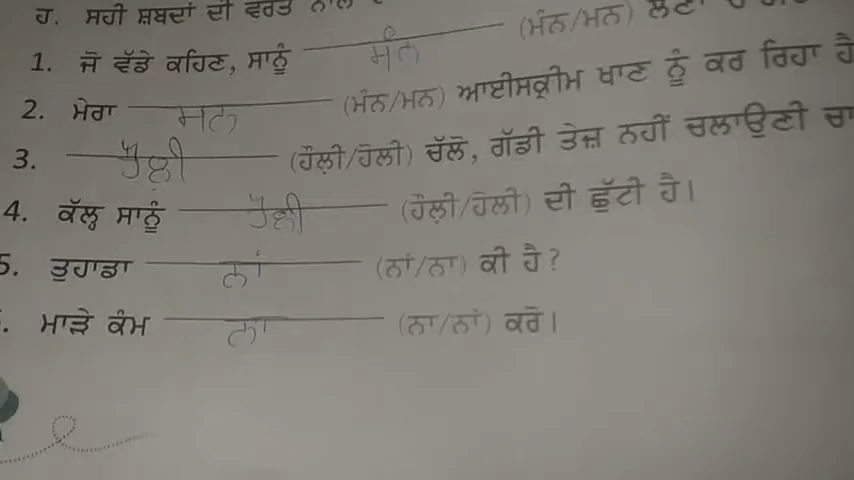 ਹ. ਸਹੀ ਸ਼ਬਦਾਂ ਦੀ ਵਰਤੋਂ ਨਾਲ
1. ਜੋ ਵੱਡੇ ਕਹਿਣ, ਸਾਨੂੰ ਮੰਨ (ਮੰਨ/ਮਨ) ਲੈਣਾ
2. ਮੇਰਾ ਮਨ (ਮੰਨ/ਮਨ) ਆਈਸਕ੍ਰੀਮ ਖਾਣ ਨੂੰ ਕਰ ਰਿਹਾ ਹੈ
3. ਹੌਲ਼ੀ (ਹੌਲ਼ੀ/ਹੋਲੀ) ਚੱਲੋ, ਗੱਡੀ ਤੇਜ਼ ਨਹੀਂ ਚਲਾਉਣੀ
4. ਕੱਲ੍ਹ ਸਾਨੂੰ ਹੌਲੀ (ਹੌਲ਼ੀ/ਹੋਲੀ) ਦੀ ਛੁੱਟੀ ਹੈ।
5. ਤੁਹਾਡਾ ਨਾਂ (ਨਾਂ/ਨਾ) ਕੀ ਹੈ?
. ਮਾੜੇ ਕੰਮ ਨਾ (ਨਾ/ਨਾਂ) ਕਰੋ।